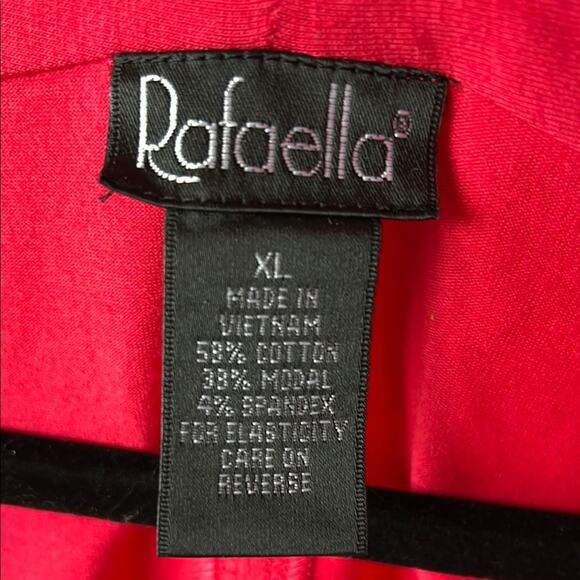 Rafaella®
XL
MADE IN
VIETNAM
58% COTTON
38% MODAL
4% SPANDEX
FOR ELASTICITY
CARE ON
REVERSE